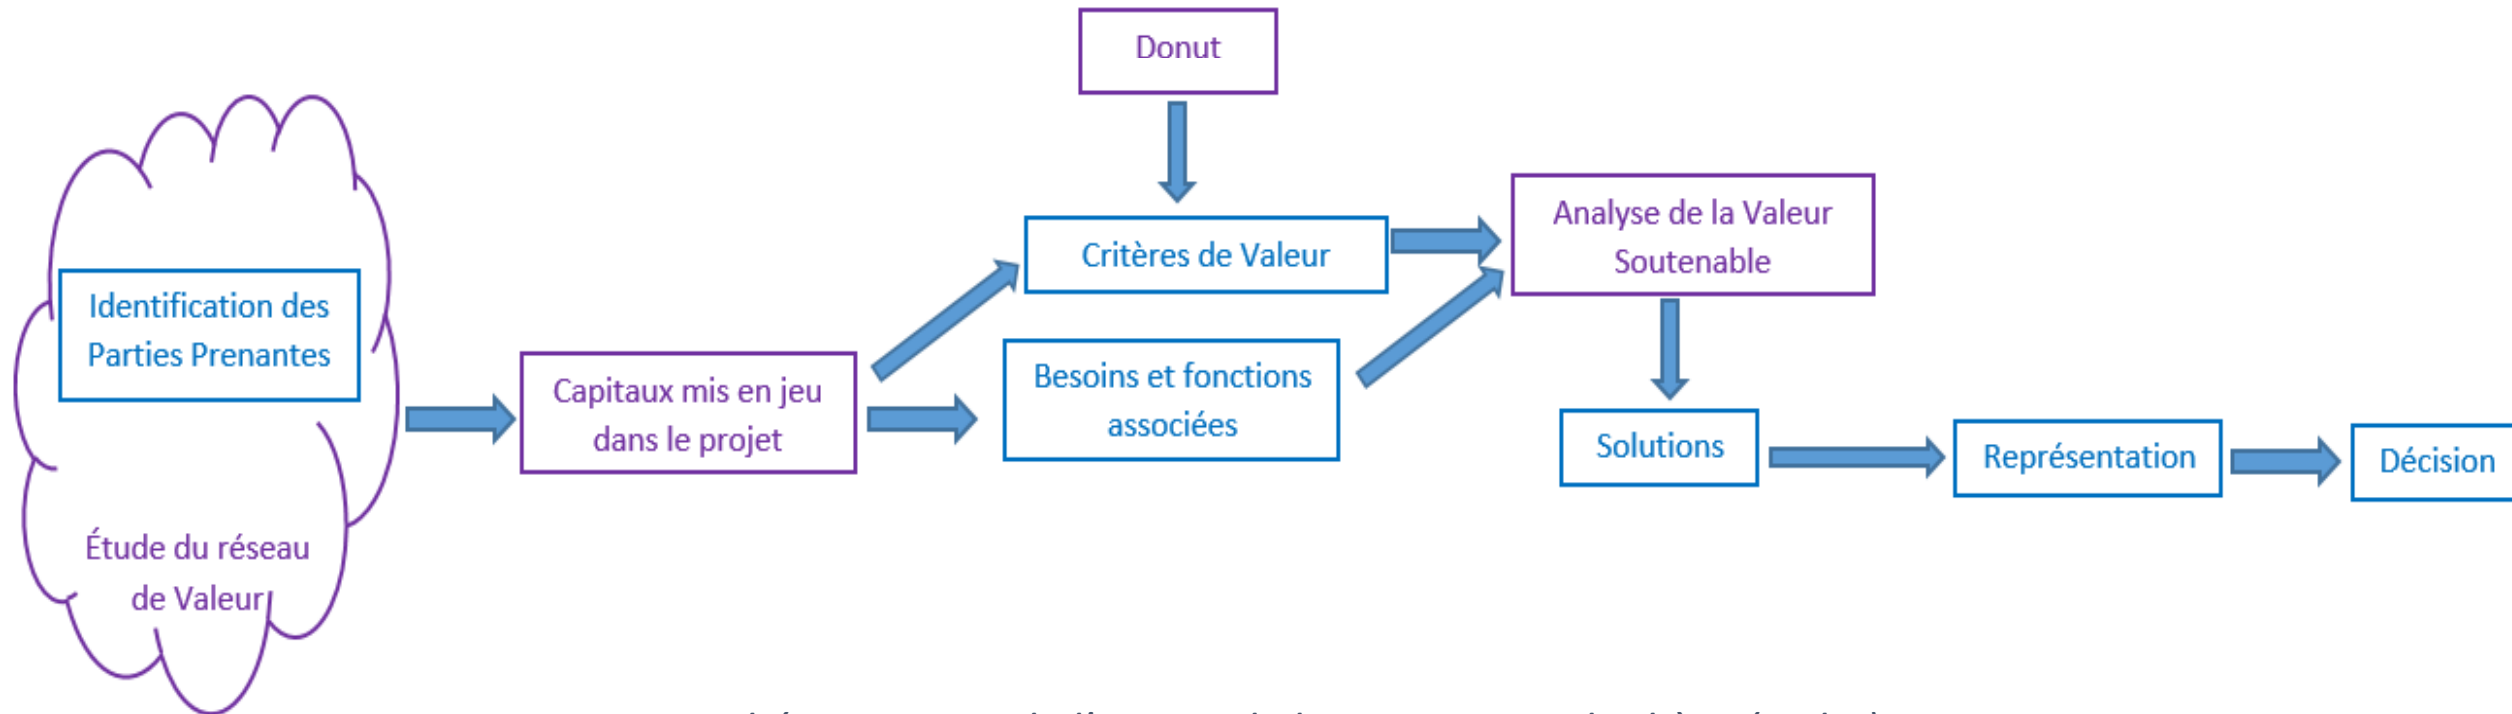 Donut
Analyse de la Valeur
Soutenable
Critères de Valeur
Identification des
Parties Prenantes
Besoins et fonctions
associées
Capitaux mis en jeu
dans le projet
Solutions
Représentation
Décision
Étude du réseau
de Valeur